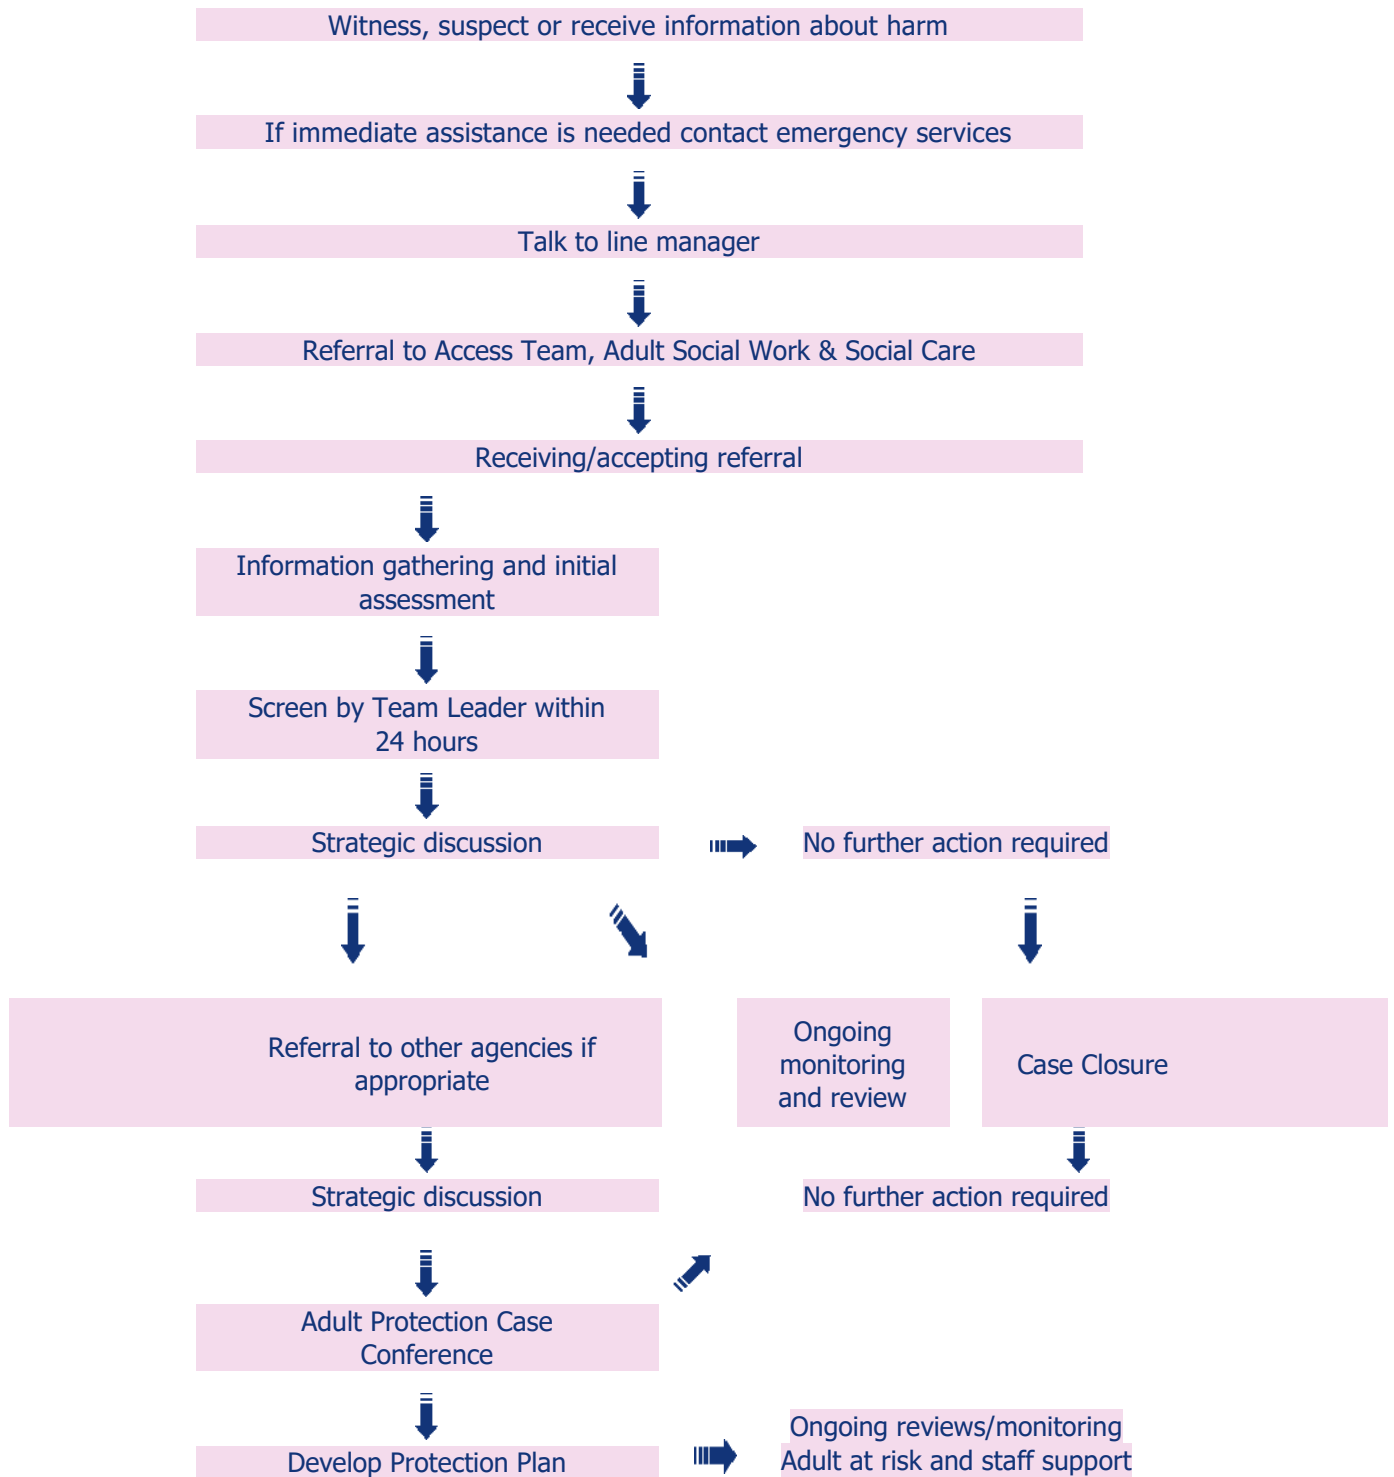 Witness, suspect or receive information about harm
If immediate assistance is needed contact emergency services
Talk to line manager
Referral to Access Team, Adult Social Work & Social Care
Receiving/accepting referral
Information gathering and initial
assessment
Screen by Team Leader within
24 hours
Strategic discussion
No further action required
Referral to other agencies if
appropriate
Ongoing
monitoring
and review
Case Closure
Strategic discussion
No further action required
Adult Protection Case
Conference
Develop Protection Plan
Ongoing reviews/monitoring
Adult at risk and staff support